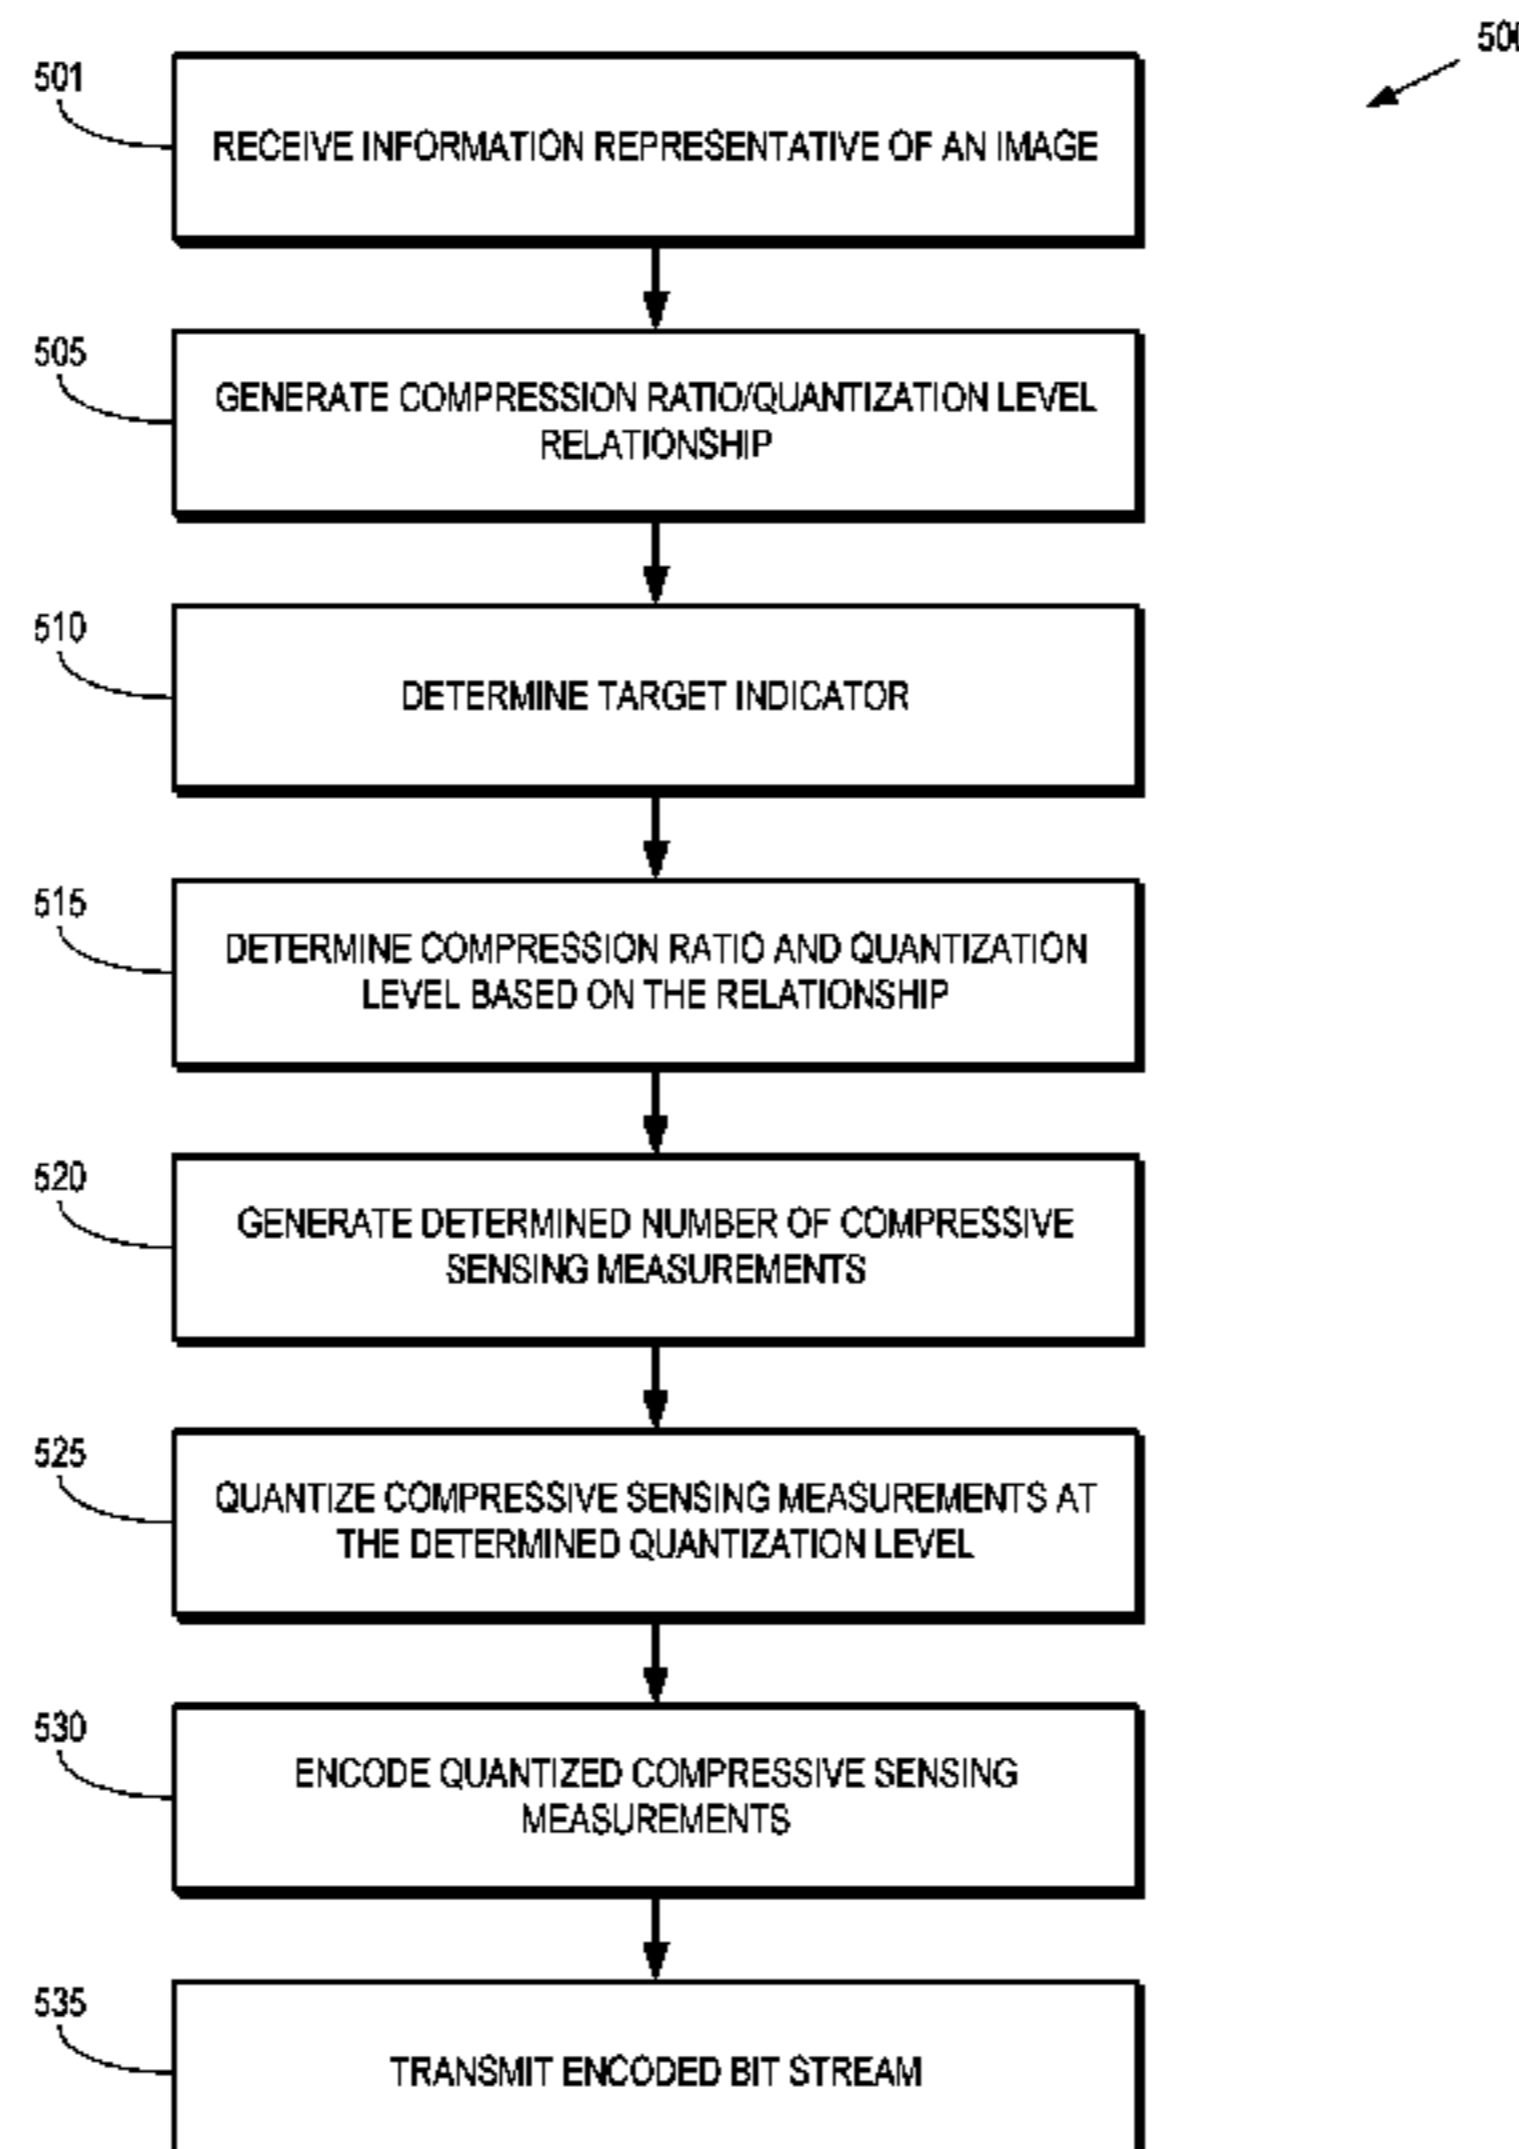 500
501
RECEIVE INFORMATION REPRESENTATIVE OF AN IMAGE
505
GENERATE COMPRESSION RATIO/QUANTIZATION LEVEL
RELATIONSHIP
510
DETERMINE TARGET INDICATOR
515
DETERMINE COMPRESSION RATIO AND QUANTIZATION
LEVEL BASED ON THE RELATIONSHIP
520
GENERATE DETERMINED NUMBER OF COMPRESSIVE
SENSING MEASUREMENTS
525
QUANTIZE COMPRESSIVE SENSING MEASUREMENTS AT
THE DETERMINED QUANTIZATION LEVEL
530
ENCODE QUANTIZED COMPRESSIVE SENSING
MEASUREMENTS
535
TRANSMIT ENCODED BIT STREAM